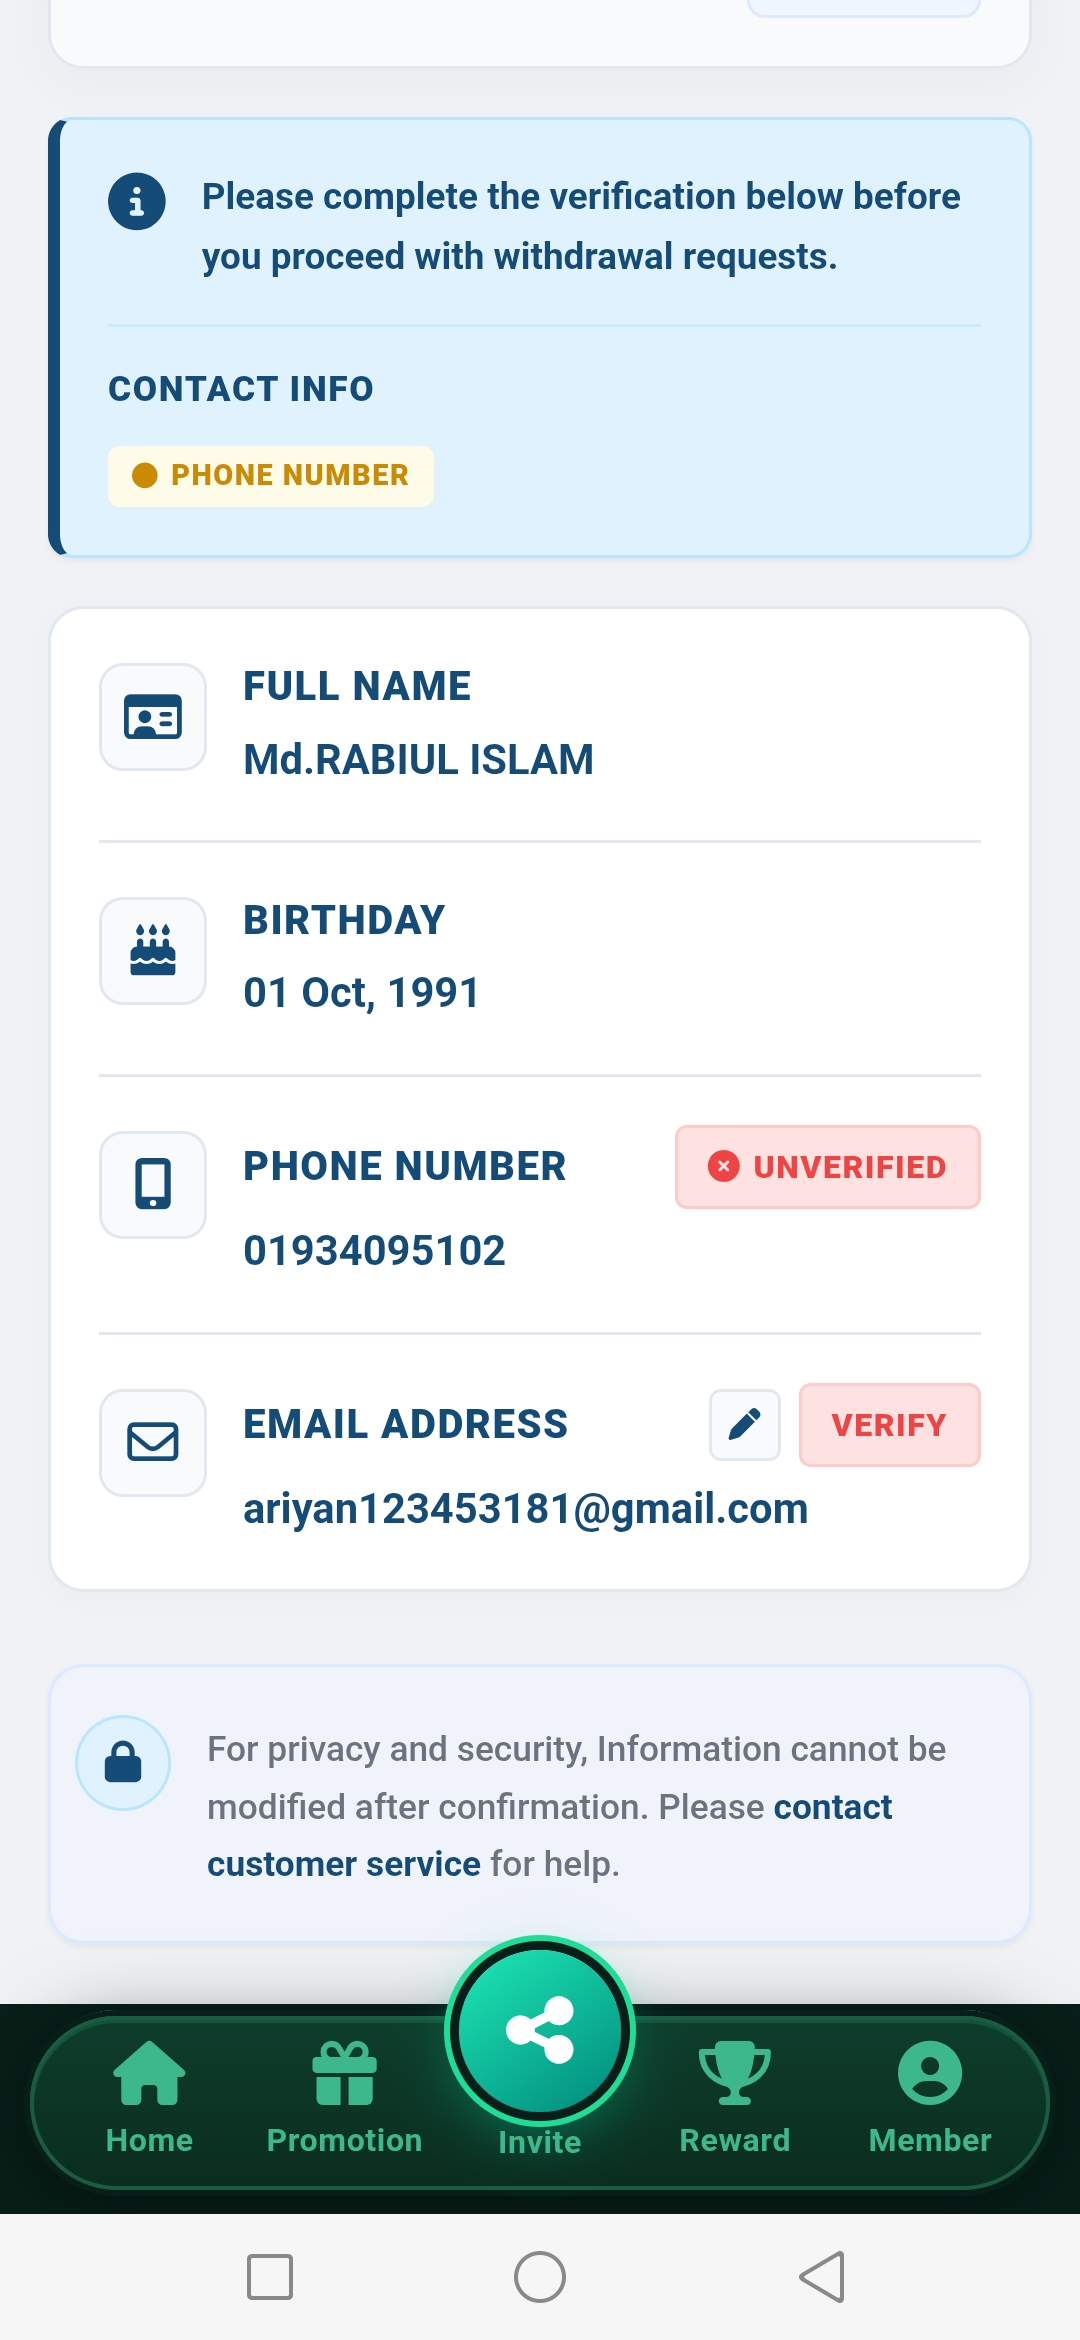 Please complete the verification below before
you proceed with withdrawal requests.
CONTACT INFO
PHONE NUMBER
FULL NAME
Md.RABIUL ISLAM
BIRTHDAY
01 Oct, 1991
PHONE NUMBER
UNVERIFIED
01934095102
EMAIL ADDRESS
VERIFY
ariyan123453181@gmail.com
For privacy and security, Information cannot be
modified after confirmation. Please contact
customer service for help.
Home
Promotion
Invite
Reward
Member